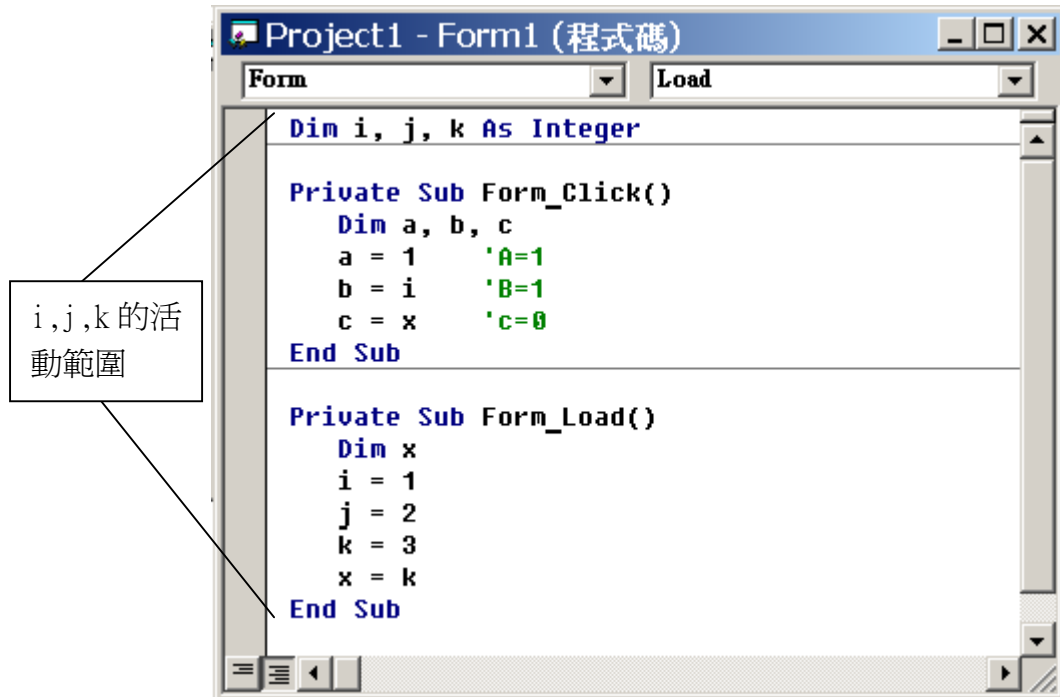 Project1 - Form1 (程式碼)
Form
Load
Dim i, j, k As Integer
Private Sub Form_Click()
Dim a, b, c
a = 1 'A=1
b = i 'B=1
c = x 'c=0
End Sub
i,j,k的活
動範圍
Private Sub Form_Load()
Dim x
i = 1
j = 2
k = 3
x = k
End Sub